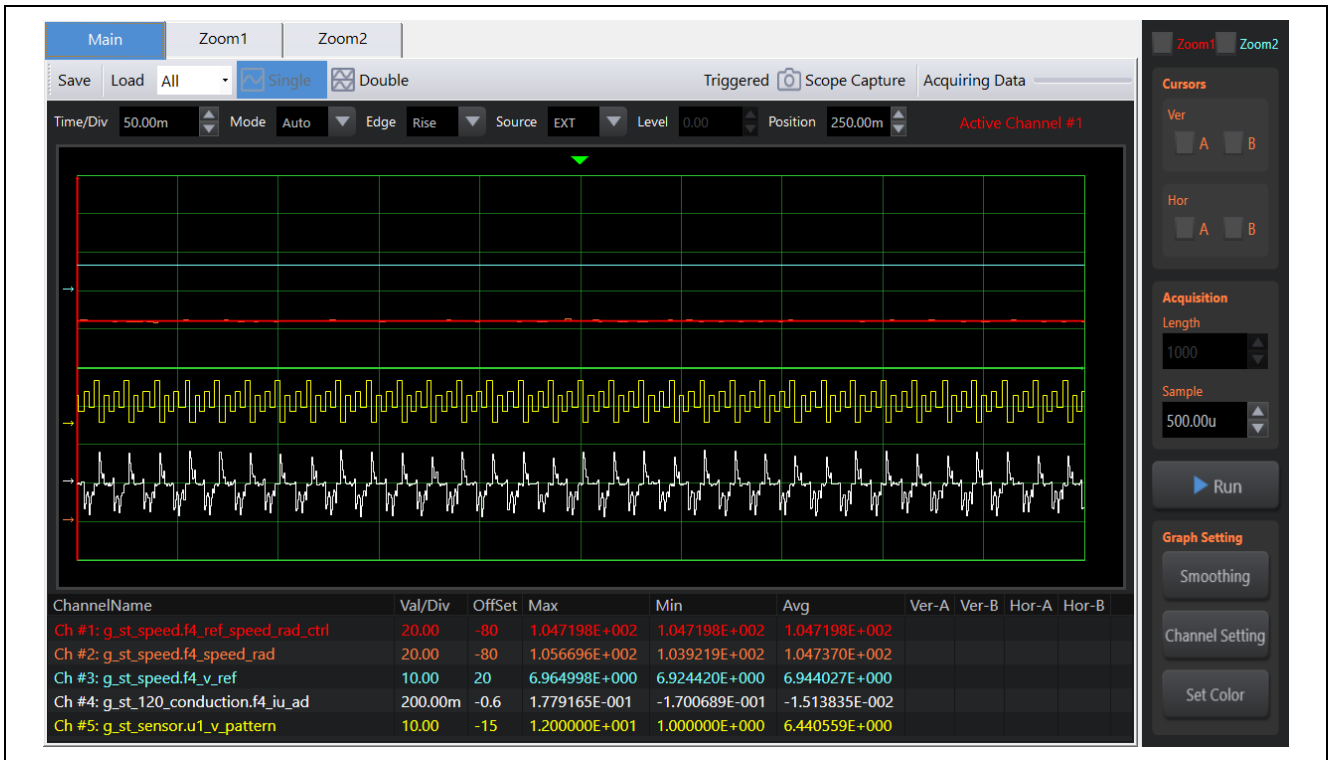 Main Zoom1 Zoom2
Save Load All Single Double Triggered Scope Capture Acquiring Data
Time/Div 50.00m Mode Auto Edge Rise Source EXT Level 0.00 Position 250.00m Active Channel #1
ChannelName Val/Div OffSet Max Min Avg Ver-A Ver-B Hor-A Hor-B
Ch #1: g_st_speed.f4_ref_speed_rad_ctrl 20.00 -80 1.047198E+002 1.047198E+002 1.047198E+002
Ch #2: g_st_speed.f4_speed_rad 20.00 -80 1.056696E+002 1.039219E+002 1.047370E+002
Ch #3: g_st_speed.f4_v_ref 10.00 20 6.964998E+000 6.924420E+000 6.944027E+000
Ch #4: g_st_120_conduction.f4_iu_ad 200.00m -0.6 1.779165E-001 -1.700689E-001 -1.513835E-002
Ch #5: g_st_sensor.u1_v_pattern 10.00 -15 1.200000E+001 1.000000E+000 6.440559E+000
Zoom1 Zoom2
Cursors
Ver
A B
Hor
A B
Acquisition
Length
1000
Sample
500.00u
Run
Graph Setting
Smoothing
Channel Setting
Set Color